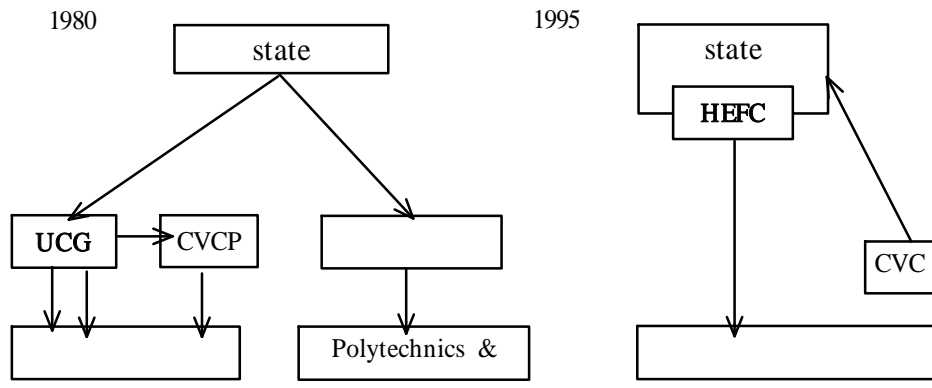 1980
1995
state
state
HEFC
UCG
CVCP
CVC
Polytechnics &